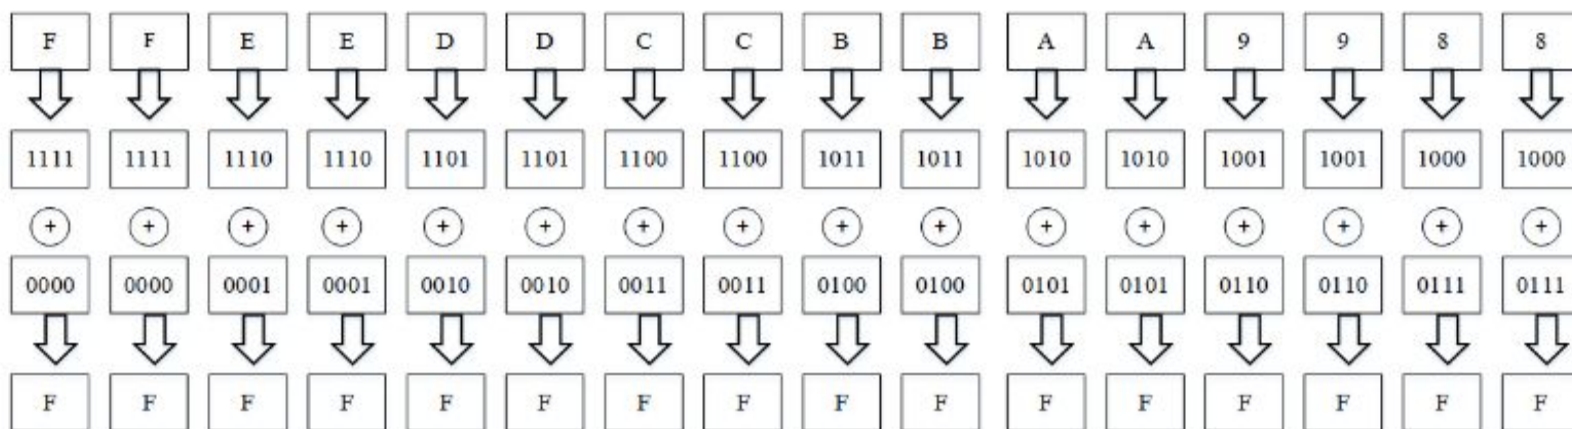 F F E E D D C C B B A A 9 9 8 8
1111 1111 1110 1110 1101 1101 1100 1100 1011 1011 1010 1010 1001 1001 1000 1000
+ + + + + + + + + + + + + + + +
0000 0000 0001 0001 0010 0010 0011 0011 0100 0100 0101 0101 0110 0110 0111 0111
F F F F F F F F F F F F F F F F